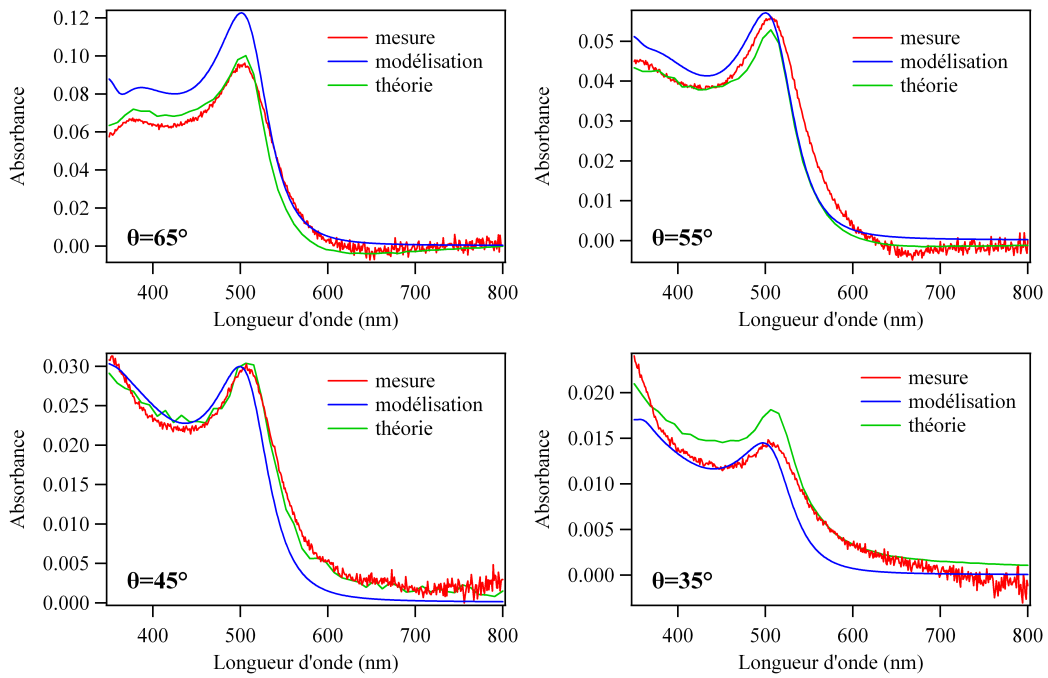 Absorbance
0.12
0.10
0.08
0.06
0.04
0.02
0.00
mesure
modélisation
théorie
θ=65°
400 500 600 700 800
Longueur d'onde (nm)
Absorbance
0.05
0.04
0.03
0.02
0.01
0.00
mesure
modélisation
théorie
θ=55°
400 500 600 700 800
Longueur d'onde (nm)
Absorbance
0.030
0.025
0.020
0.015
0.010
0.005
0.000
mesure
modélisation
théorie
θ=45°
400 500 600 700 800
Longueur d'onde (nm)
Absorbance
0.020
0.015
0.010
0.005
0.000
mesure
modélisation
théorie
θ=35°
400 500 600 700 800
Longueur d'onde (nm)